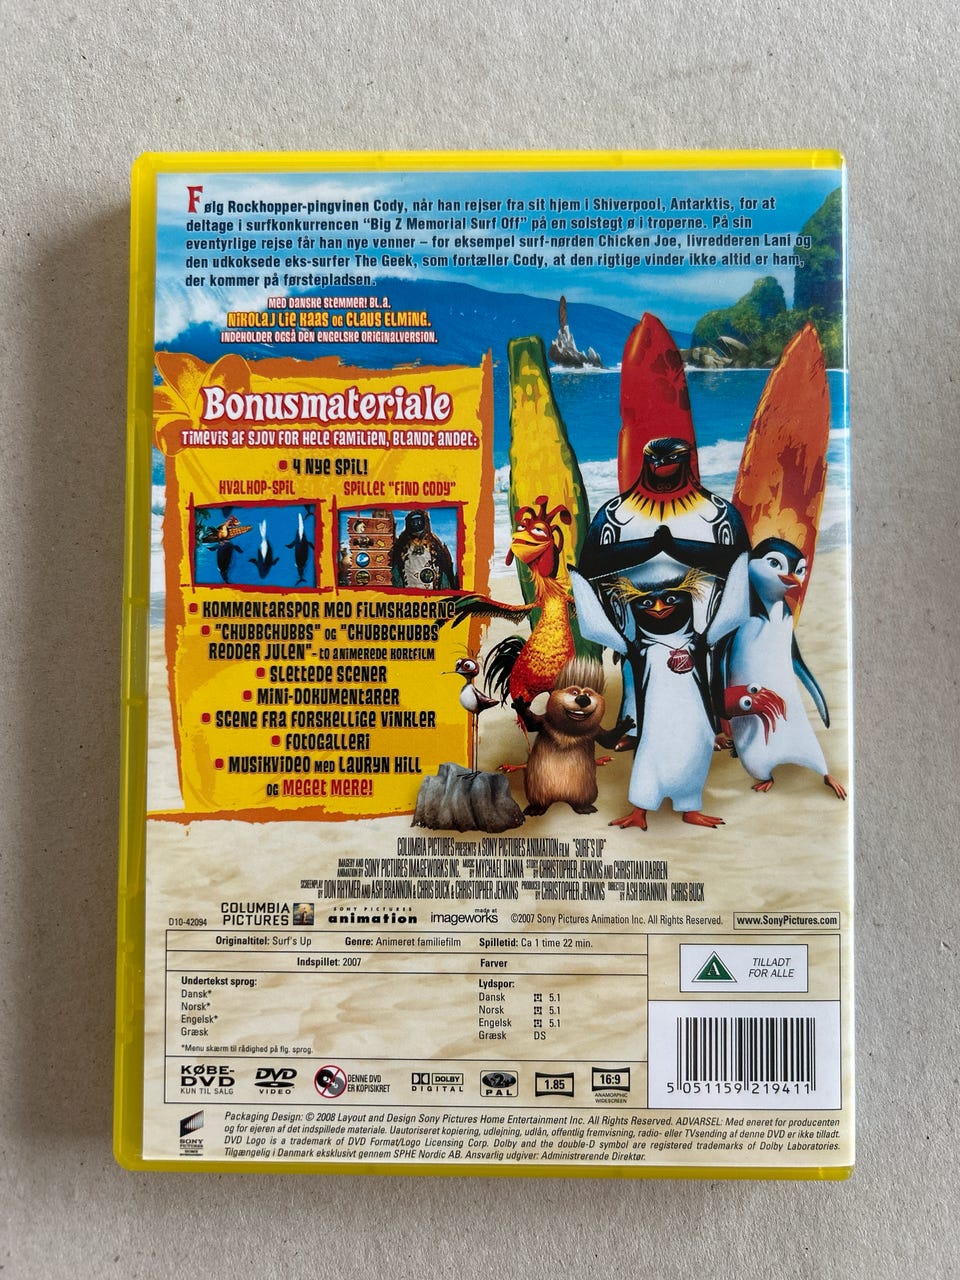 Følg Rockhopper-pingvinen Cody, når han rejser fra sit hjem i Shiverpool, Antarktis, for at
deltage i surfkonkurrencen “Big Z Memorial Surf Off” på en solstegt ø i troperne. På sin
eventyrlige rejse får han nye venner – for eksempel surf-nørden Chicken Joe, livredderen Lani og
den udkoksede eks-surfer The Geek, som fortæller Cody, at den rigtige vinder ikke altid er ham,
der kommer på førstepladsen.
MED DANSKE STEMMER! BL.A.
NIKOLAJ LIE KAAS OG CLAUS ELMING.
INDEHOLDER OGSÅ DEN ENGELSKE ORIGINALVERSION.
Bonusmateriale
TIMEVIS AF SJOV FOR HELE FAMILIEN, BLANDT ANDET:
• 4 NYE SPIL!
HVALHOP-SPIL SPILLET "FIND CODY"
• KOMMENTARSPOR MED FILMSKABERNE
• "CHUBBCHUBBS" OG "CHUBBCHUBBS
REDDER JULEN" - TO ANIMEREDE KORTFILM
• SLETTEDE SCENER
• MINI-DOKUMENTARER
• SCENE FRA FORSKELLIGE VINKLER
• FOTOGALLERI
• MUSIKVIDEO MED LAURYN HILL
OG MEGET MERE!
COLUMBIA PICTURES PRESENTS A SONY PICTURES ANIMATION FILM "SURF'S UP"
IMAGERY AND ANIMATION BY SONY PICTURES IMAGEWORKS INC. MUSIC BY MYCHAEL DANNA STORY BY CHRISTOPHER JENKINS AND CHRISTIAN DARREN
SCREENPLAY BY DON RHYMER AND ASH BRANNON & CHRIS BUCK & CHRISTOPHER JENKINS PRODUCED BY CHRISTOPHER JENKINS DIRECTED BY ASH BRANNON CHRIS BUCK
D10-42094
COLUMBIA
PICTURES
SONY PICTURES
animation
made at
imageworks
©2007 Sony Pictures Animation Inc. All Rights Reserved.
www.SonyPictures.com
Originaltitel: Surf's Up Genre: Animeret familiefilm Spilletid: Ca 1 time 22 min.
Indspillet: 2007 Farver
Undertekst sprog:
Dansk*
Norsk*
Engelsk*
Græsk
*Menu skærm til rådighed på flg. sprog.
Lydspor:
Dansk 5.1
Norsk 5.1
Engelsk 5.1
Græsk DS
A TILLADT
FOR ALLE
5 051159 219411
KØBE-
DVD
KUN TIL SALG
DVD
VIDEO
DENNE DVD
ER KOPISIKRET
DOLBY
DIGITAL
2
PAL
1.85
16:9
ANAMORPHIC
WIDESCREEN
SONY
PICTURES
HOME
Packaging Design: © 2008 Layout and Design Sony Pictures Home Entertainment Inc. All Rights Reserved. ADVARSEL: Med eneret for producenten
og for ejeren af det indspillede materiale. Uautoriseret kopiering, udlejning, udlån, offentlig fremvisning, radio- eller TVsending af denne DVD er ikke tilladt.
DVD Logo is a trademark of DVD Format/Logo Licensing Corp. Dolby and the double-D symbol are registered trademarks of Dolby Laboratories.
Tilgængelig i Danmark eksklusivt gennem SPHE Nordic AB. Ansvarlig udgiver: Administrerende Direktør.